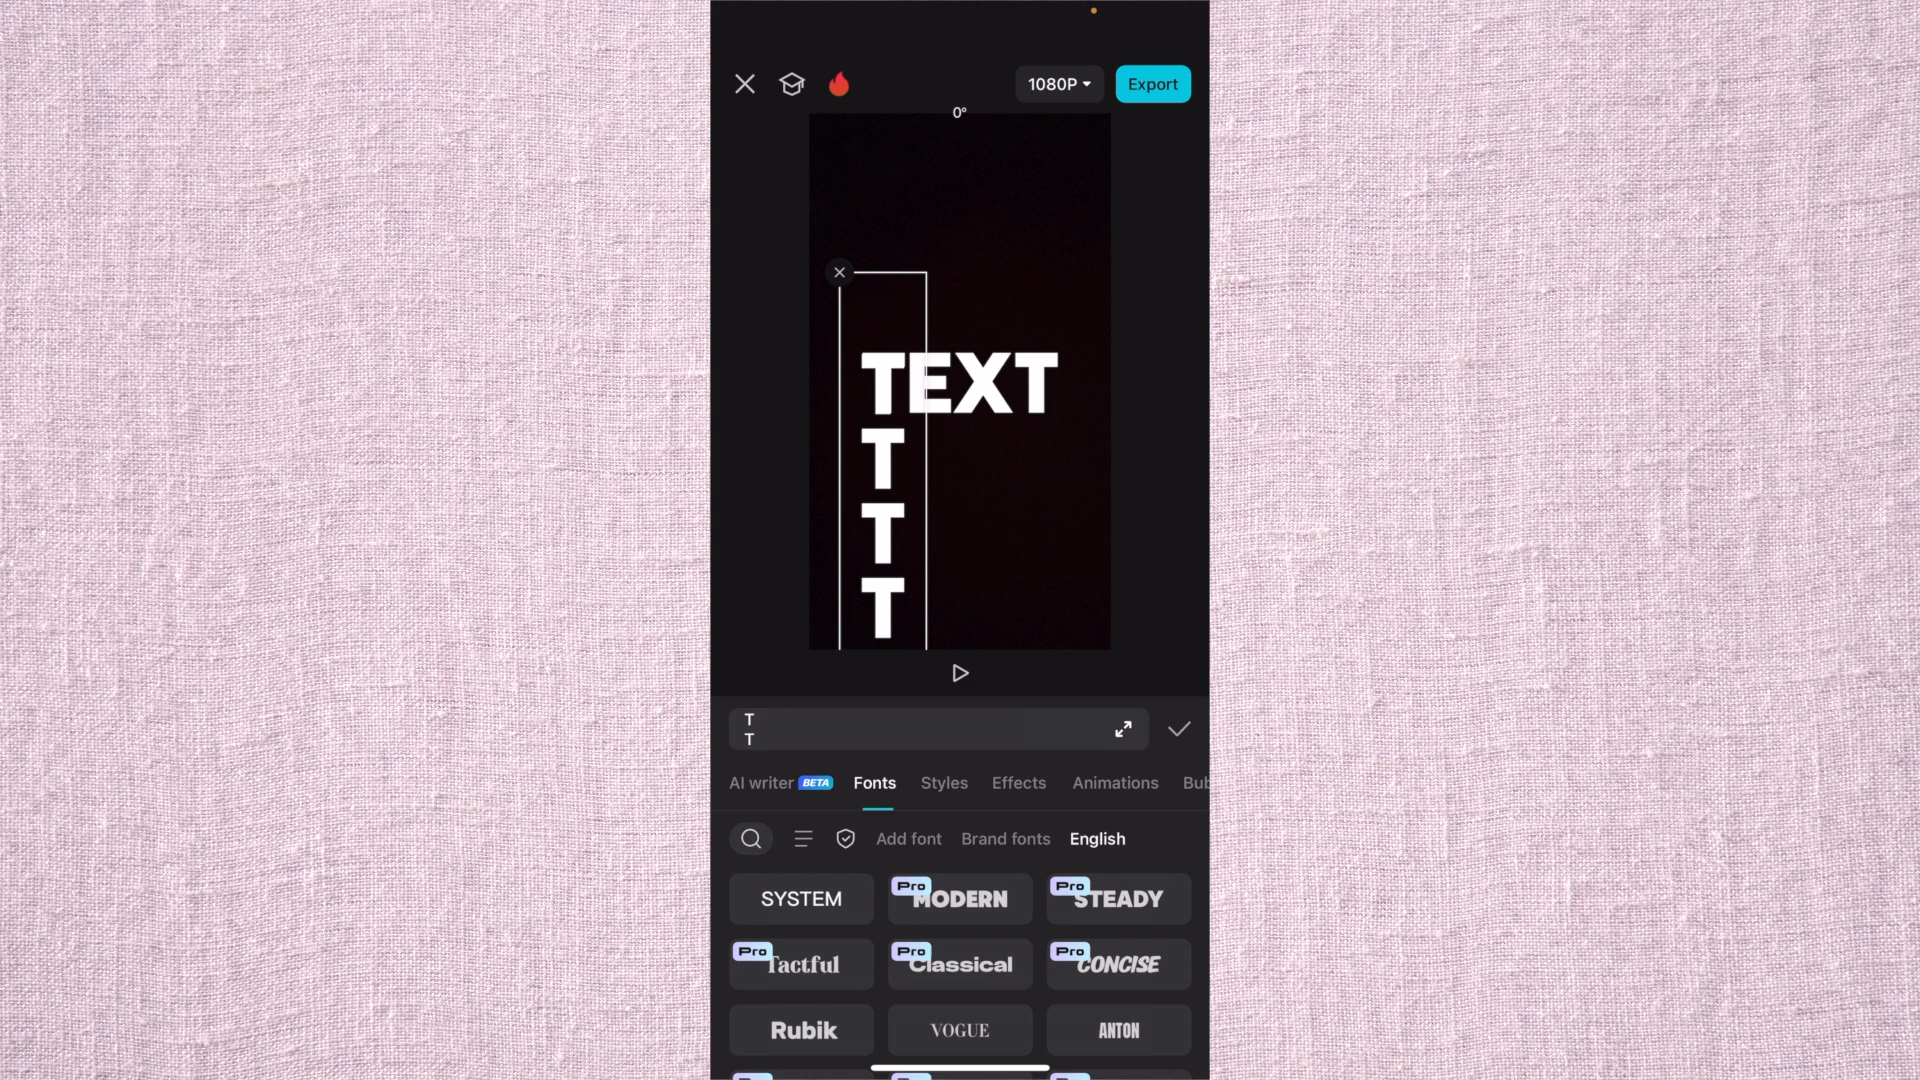 1080P
Export
0°
TEXT
T
T
T
T
T
AI writer BETA Fonts Styles Effects Animations Bub
Add font Brand fonts English
SYSTEM
Pro MODERN
Pro STEADY
Pro Tactful
Pro Classical
Pro CONCISE
Rubik
VOGUE
ANTON